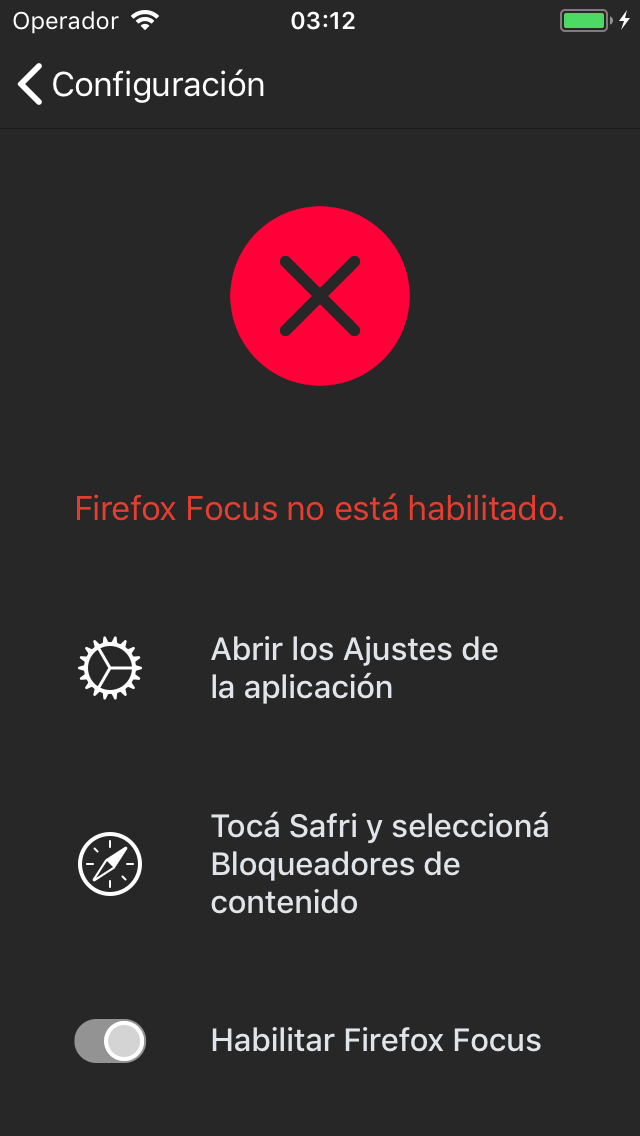 Operador
03:12
Configuración
Firefox Focus no está habilitado.
Abrir los Ajustes de
la aplicación
Tocá Safri y seleccioná
Bloqueadores de
contenido
Habilitar Firefox Focus